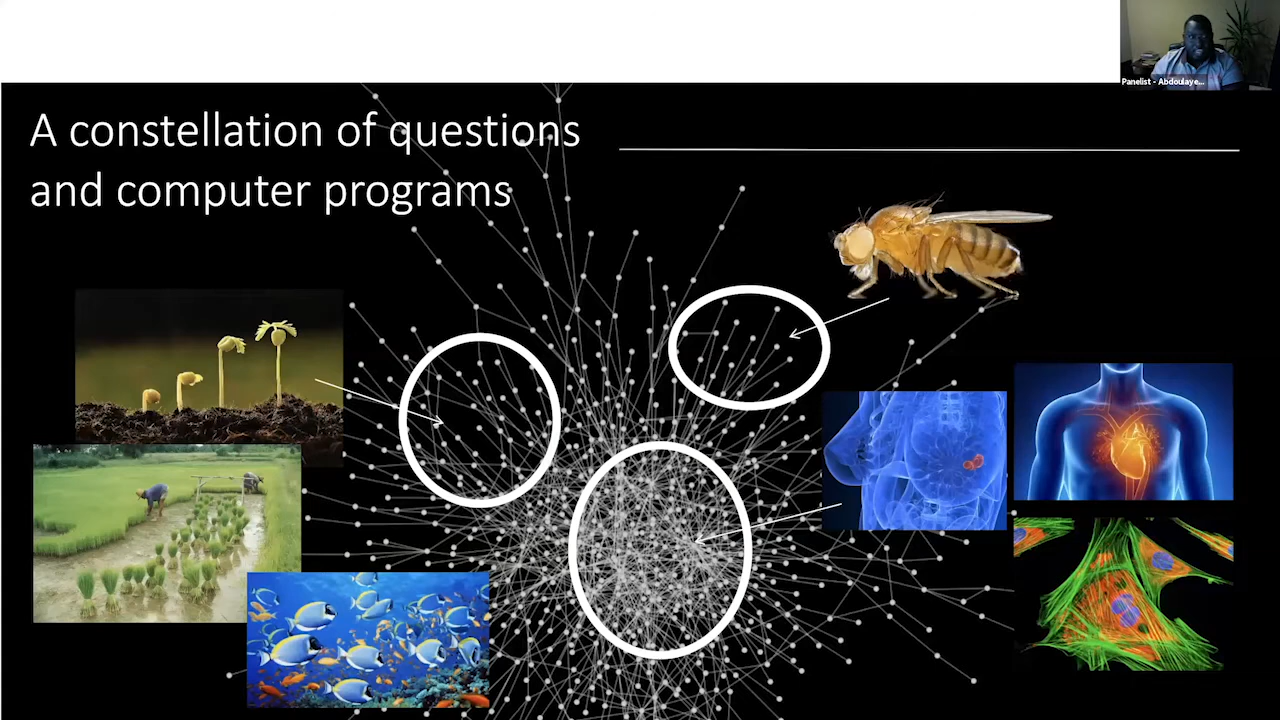 Panelist - Abdoulaye...
A constellation of questions
and computer programs